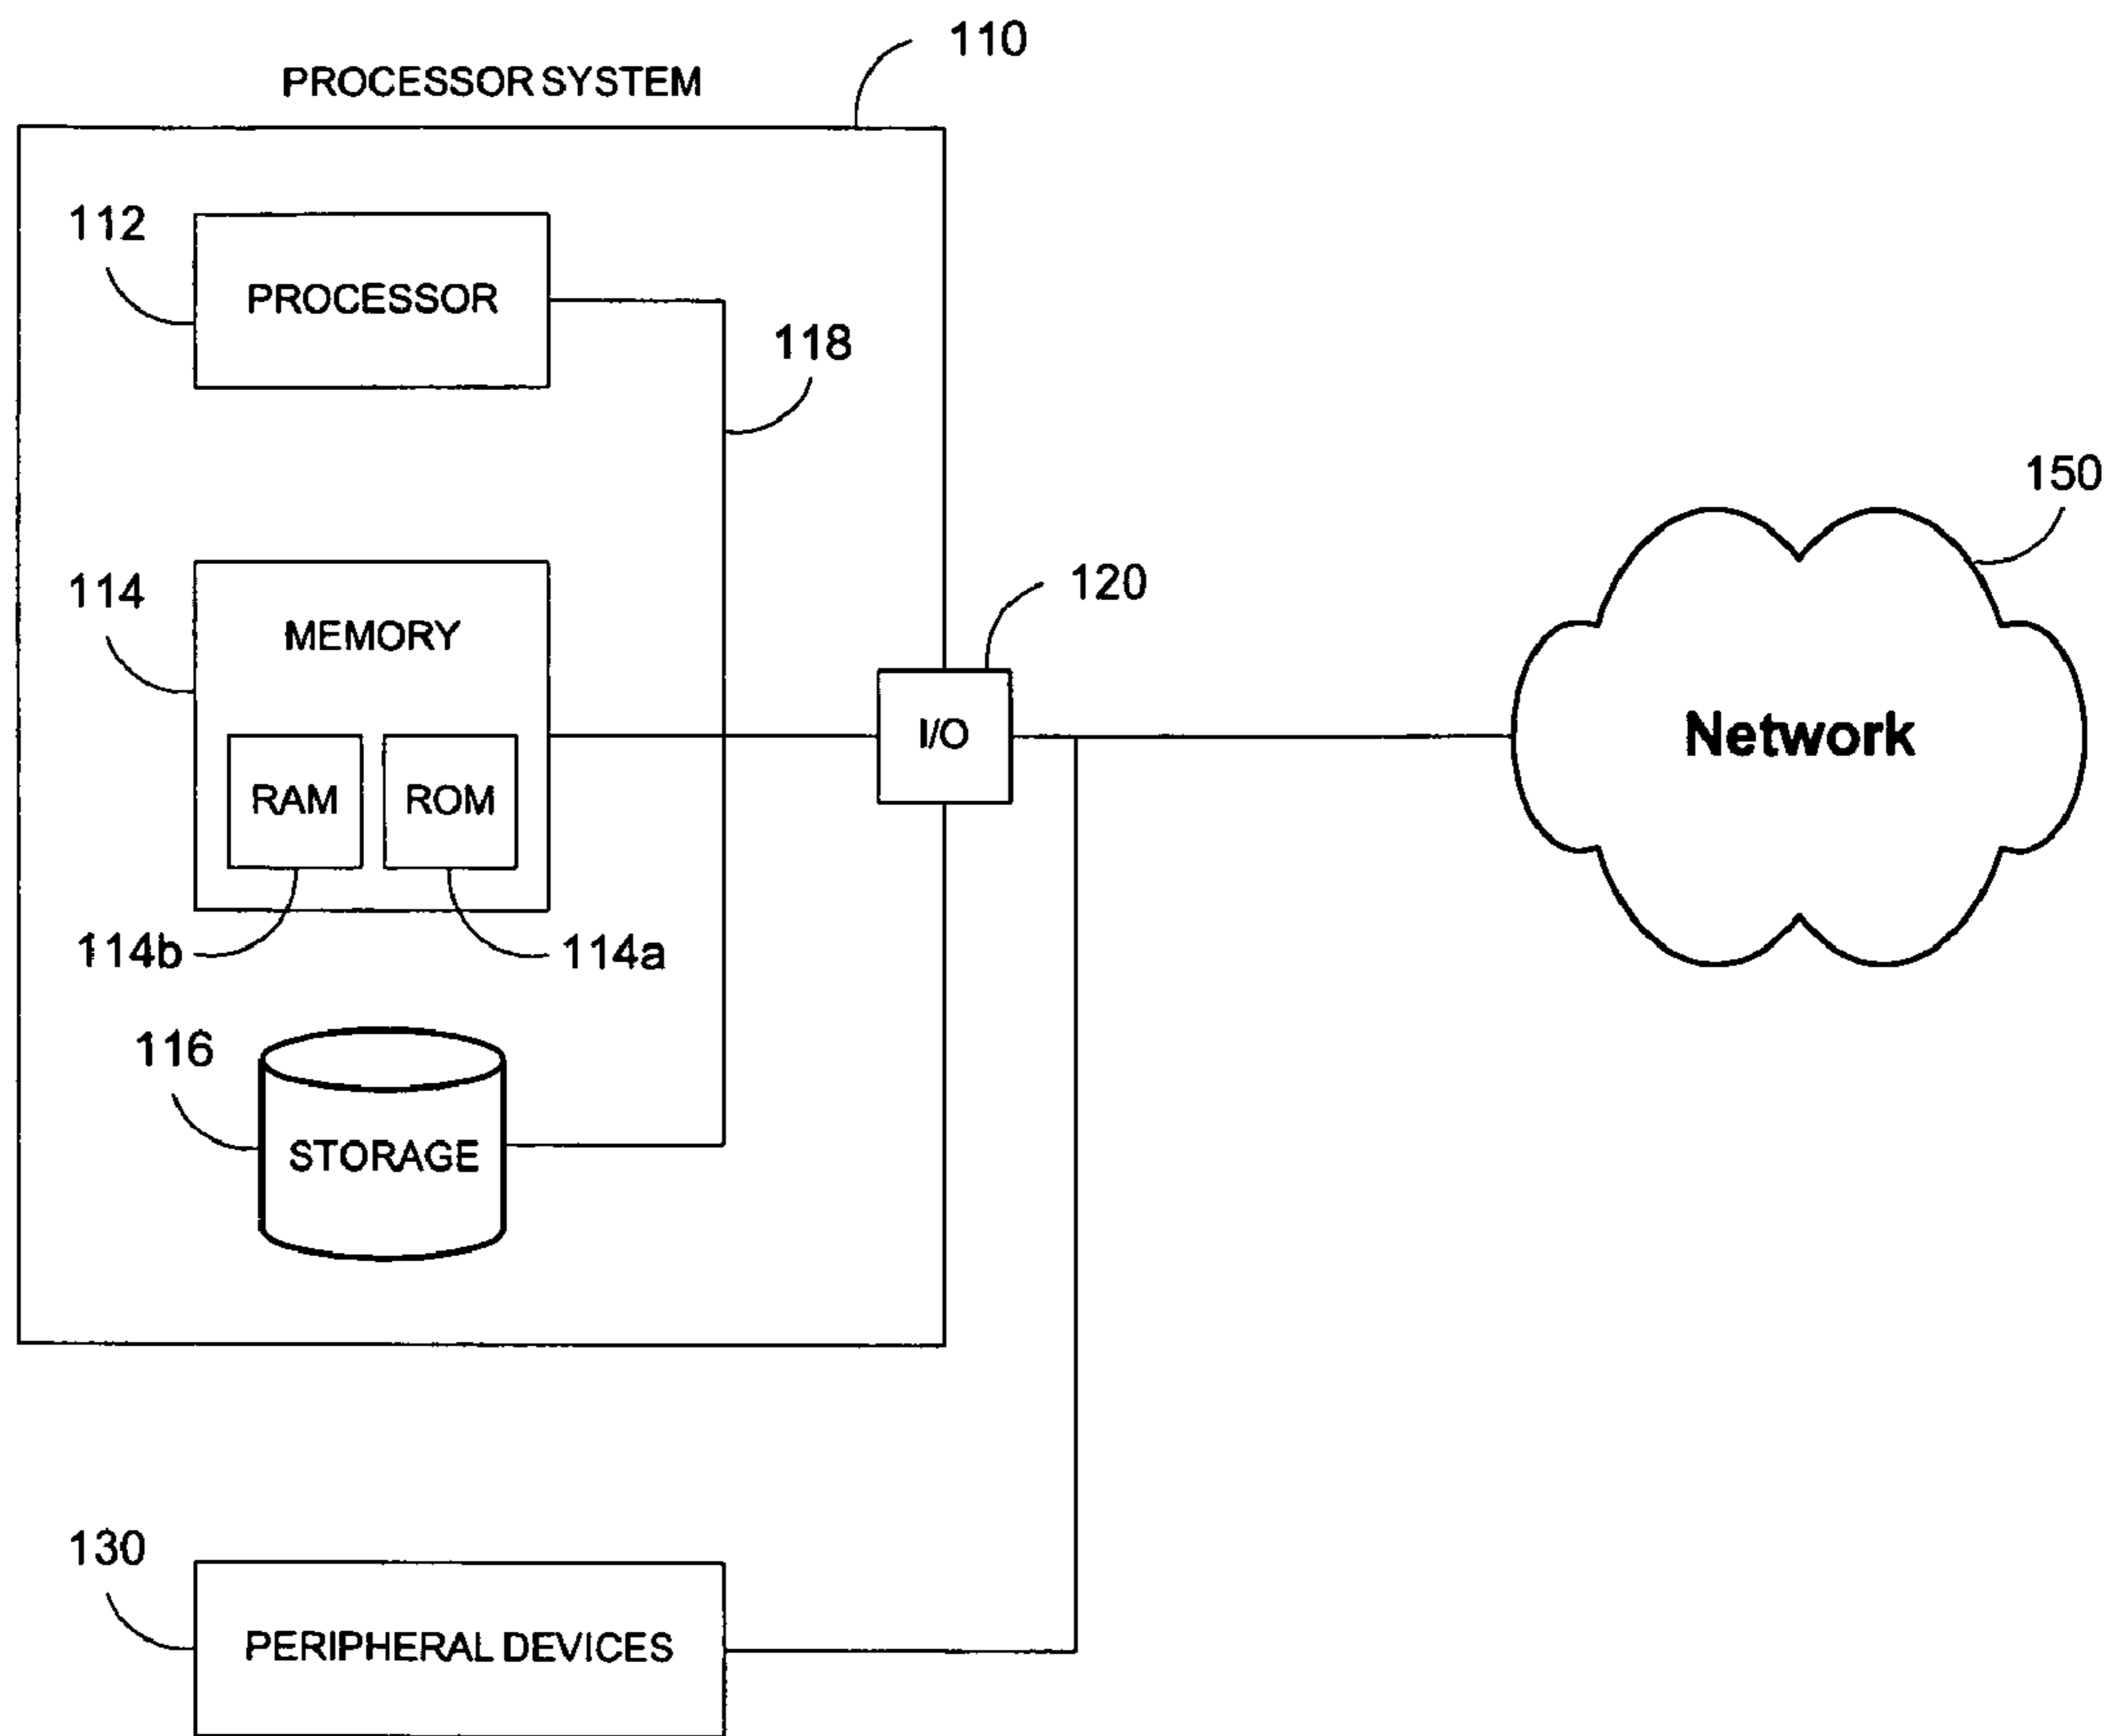 110
PROCESSOR SYSTEM
112
PROCESSOR
118
150
114
120
MEMORY
I/O
Network
RAM
ROM
114b
114a
116
STORAGE
130
PERIPHERAL DEVICES